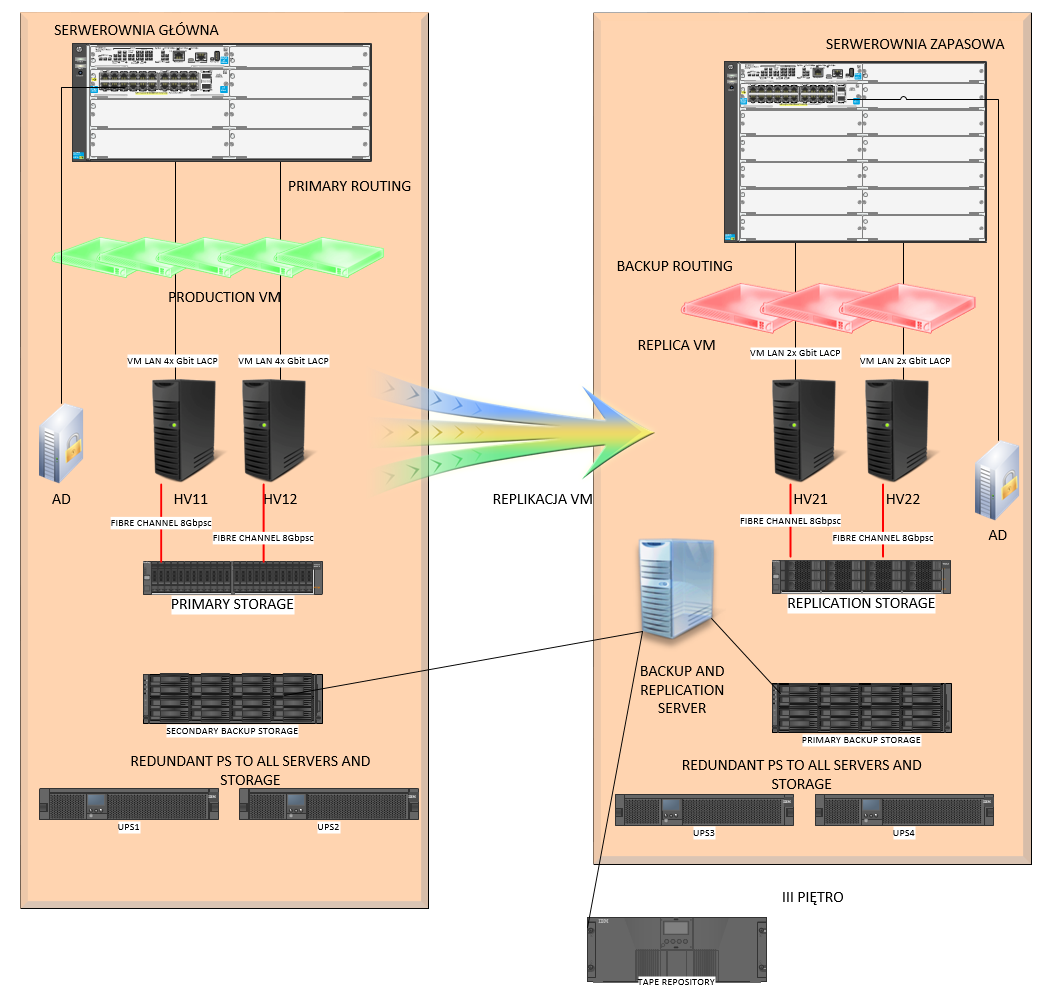 SERWEROWNIA GŁÓWNA
PRIMARY ROUTING
PRODUCTION VM
VM LAN 4x Gbit LACP
VM LAN 4x Gbit LACP
AD
HV11
HV12
FIBRE CHANNEL 8Gbpsc
FIBRE CHANNEL 8Gbpsc
PRIMARY STORAGE
SECONDARY BACKUP STORAGE
REDUNDANT PS TO ALL SERVERS AND
STORAGE
UPS1
UPS2
REPLIKACJA VM
SERWEROWNIA ZAPASOWA
BACKUP ROUTING
REPLICA VM
VM LAN 2x Gbit LACP
VM LAN 2x Gbit LACP
HV21
HV22
AD
FIBRE CHANNEL 8Gbpsc
FIBRE CHANNEL 8Gbpsc
REPLICATION STORAGE
BACKUP AND
REPLICATION
SERVER
PRIMARY BACKUP STORAGE
REDUNDANT PS TO ALL SERVERS AND
STORAGE
UPS3
UPS4
III PIĘTRO
IBM
TAPE REPOSITORY